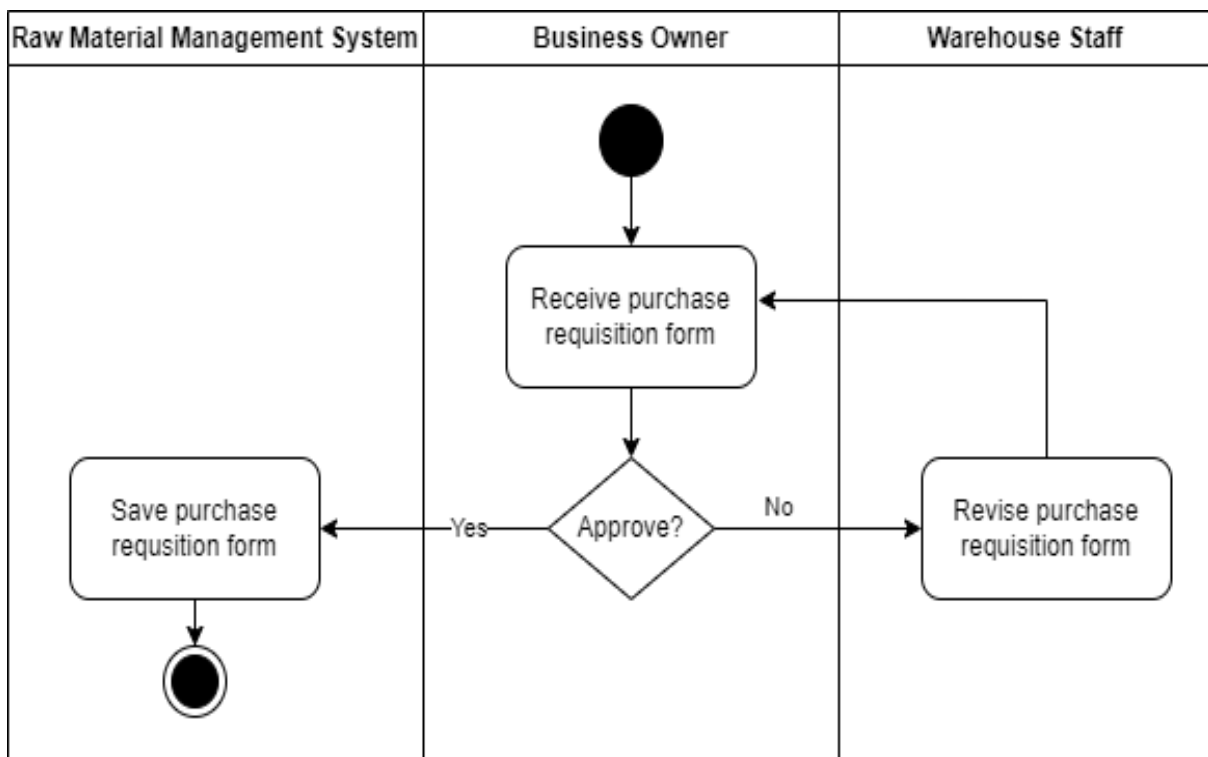 Raw Material Management System
Business Owner
Warehouse Staff
Receive purchase
requisition form
Save purchase
requsition form
Yes
Approve?
No
Revise purchase
requisition form